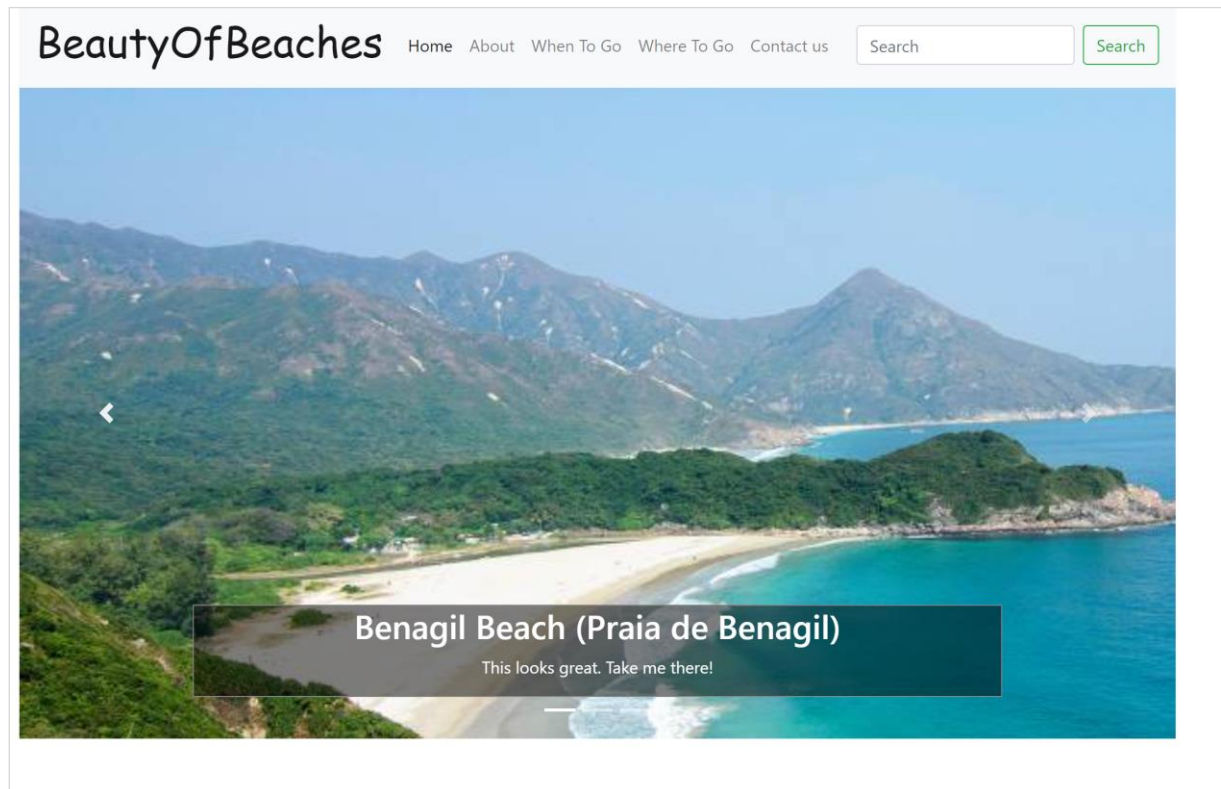 BeautyOfBeaches Home About When To Go Where To Go Contact us Search Search
Benagil Beach (Praia de Benagil)
This looks great. Take me there!